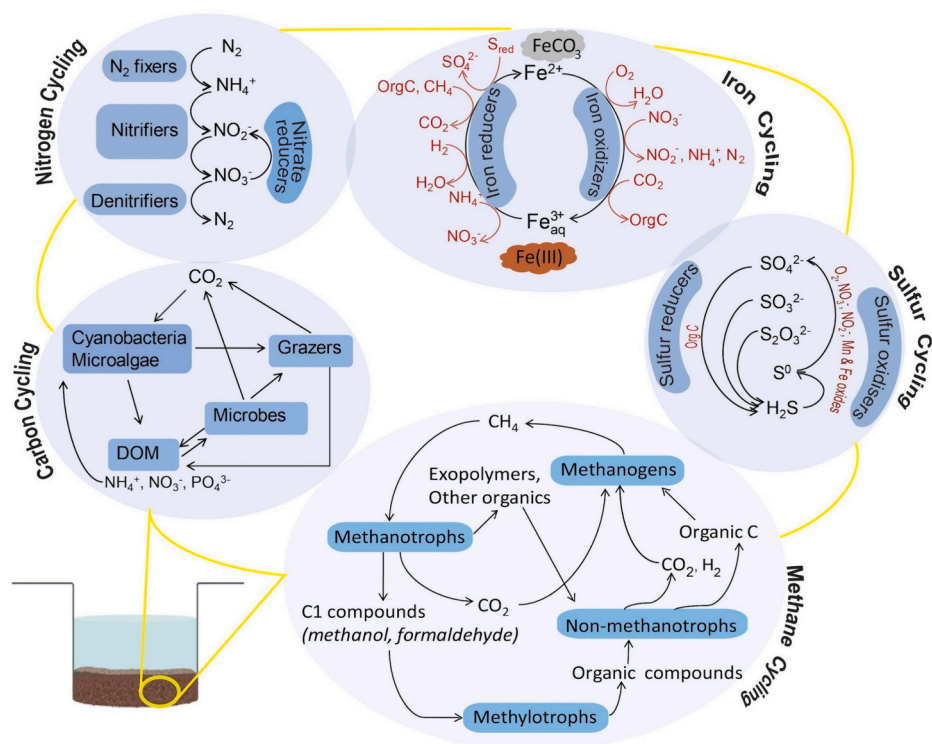 Nitrogen Cycling
N₂ fixers
Nitrifiers
Denitrifiers
N₂
NH₄⁺
NO₂⁻
NO₃⁻
N₂
Nitrate
reducers
Iron Cycling
FeCO₃
Fe²⁺
S_red
SO₄²⁻
OrgC, CH₄
CO₂
H₂
H₂O
NH₄⁺
NO₃⁻
Iron reducers
Iron oxidizers
O₂
H₂O
NO₃⁻
NO₂⁻, NH₄⁺, N₂
CO₂
OrgC
Fe³⁺aq
Fe(III)
Sulfur Cycling
Sulfur reducers
OrgC
SO₄²⁻
SO₃²⁻
S₂O₃²⁻
S⁰
H₂S
O₂, NO₃⁻, NO₂⁻, Mn & Fe oxides
Sulfur oxidisers
Carbon Cycling
CO₂
Cyanobacteria
Microalgae
Grazers
Microbes
DOM
NH₄⁺, NO₃⁻, PO₄³⁻
Methane Cycling
CH₄
Methanogens
Exopolymers,
Other organics
Methanotrophs
Organic C
CO₂, H₂
CO₂
C1 compounds
(methanol, formaldehyde)
Non-methanotrophs
Organic compounds
Methylotrophs